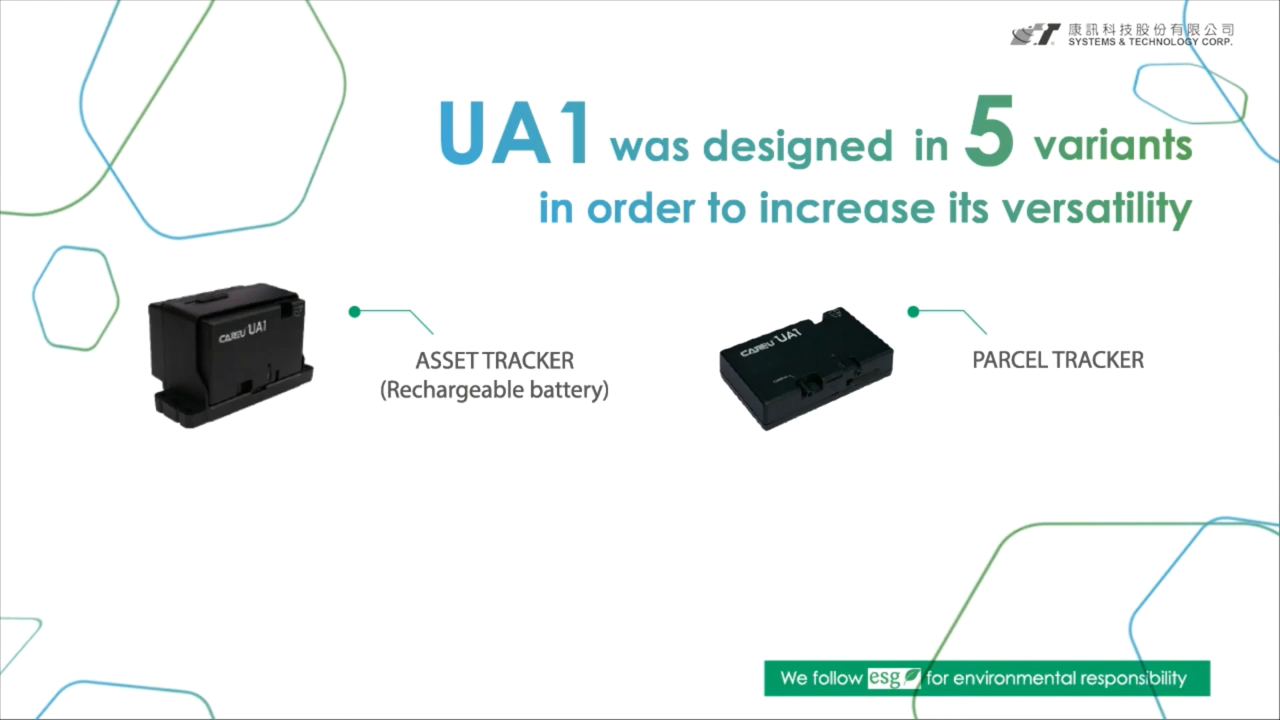 康訊科技股份有限公司
SYSTEMS & TECHNOLOGY CORP.
UA1 was designed in 5 variants
in order to increase its versatility
CAREU UA1
ASSET TRACKER
(Rechargeable battery)
CAREU UA1
PARCEL TRACKER
We follow esg for environmental responsibility